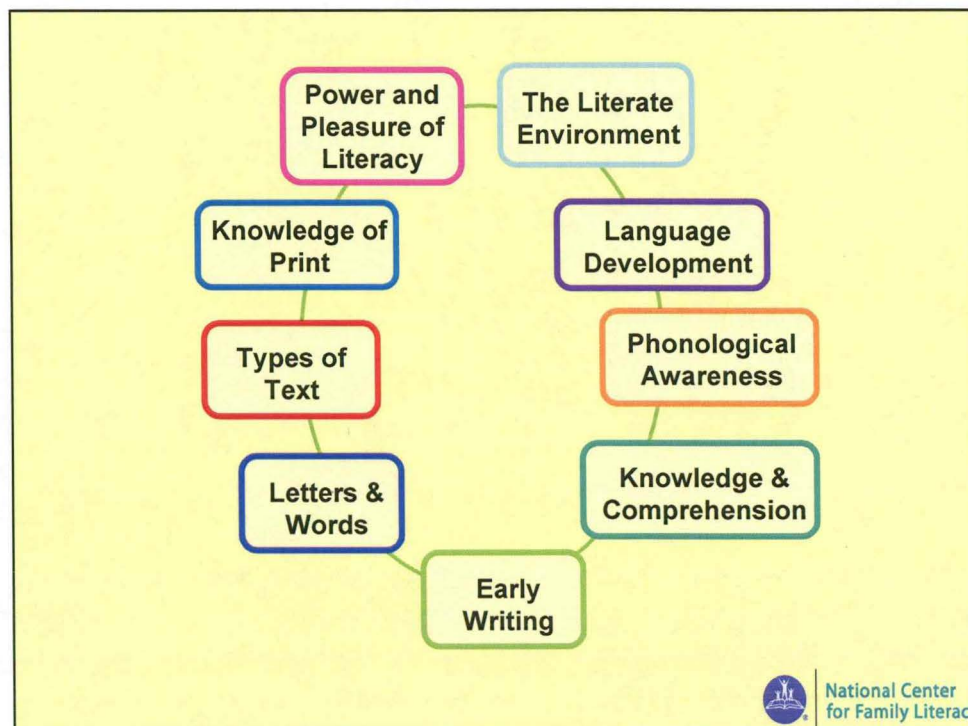 Power and
Pleasure of
Literacy
The Literate
Environment
Knowledge of
Print
Language
Development
Types of
Text
Phonological
Awareness
Letters &
Words
Knowledge &
Comprehension
Early
Writing
National Center
for Family Literac